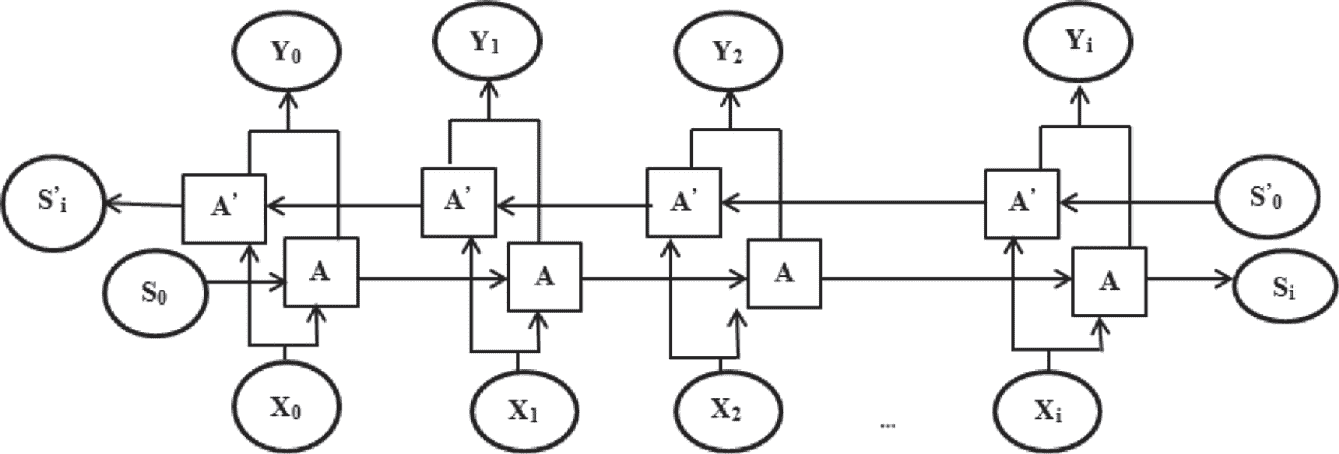 Y₀ Y₁ Y₂ Yᵢ
S'ᵢ A' A' A' A' S'₀
S₀ A A A A Sᵢ
X₀ X₁ X₂ ... Xᵢ